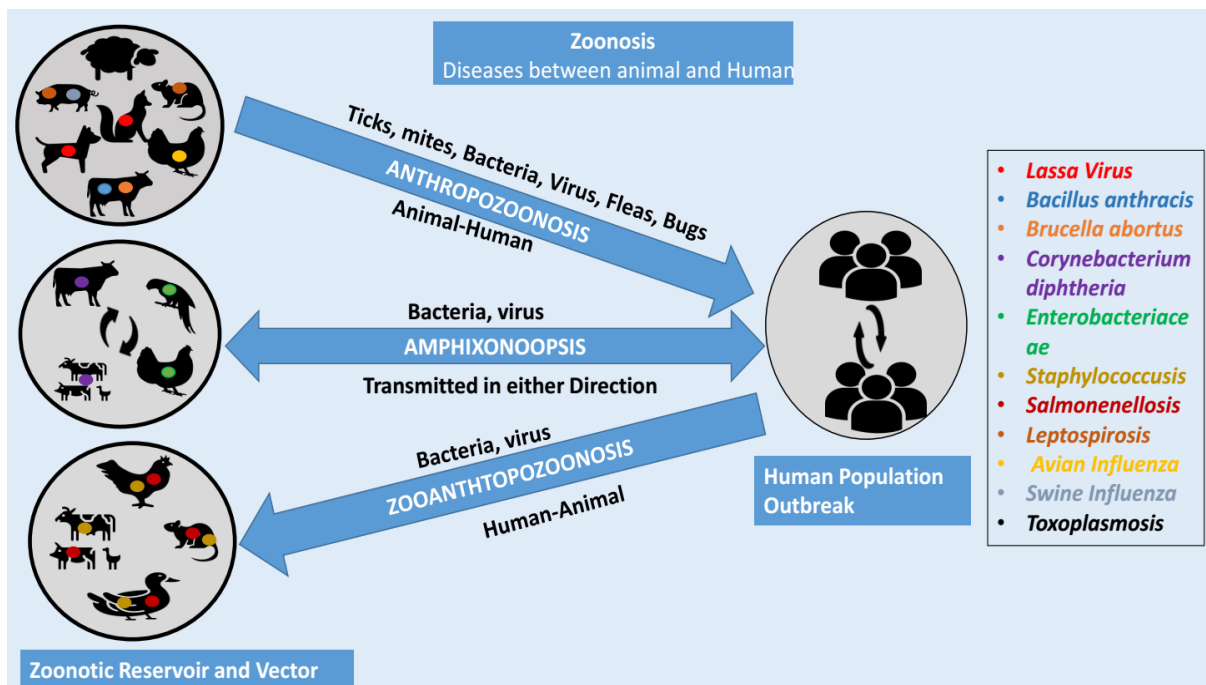 Zoonosis
Diseases between animal and Human
Ticks, mites, Bacteria, Virus, Fleas, Bugs
ANTHROPOZOONOSIS
Animal-Human
Bacteria, virus
AMPHIXONOOPSIS
Transmitted in either Direction
Bacteria, virus
ZOOANTHTOPOZOONOSIS
Human-Animal
Human Population
Outbreak
Zoonotic Reservoir and Vector
• Lassa Virus
• Bacillus anthracis
• Brucella abortus
• Corynebacterium
diphtheria
• Enterobacteriace
ae
• Staphylococcusis
• Salmonenellosis
• Leptospirosis
• Avian Influenza
• Swine Influenza
• Toxoplasmosis